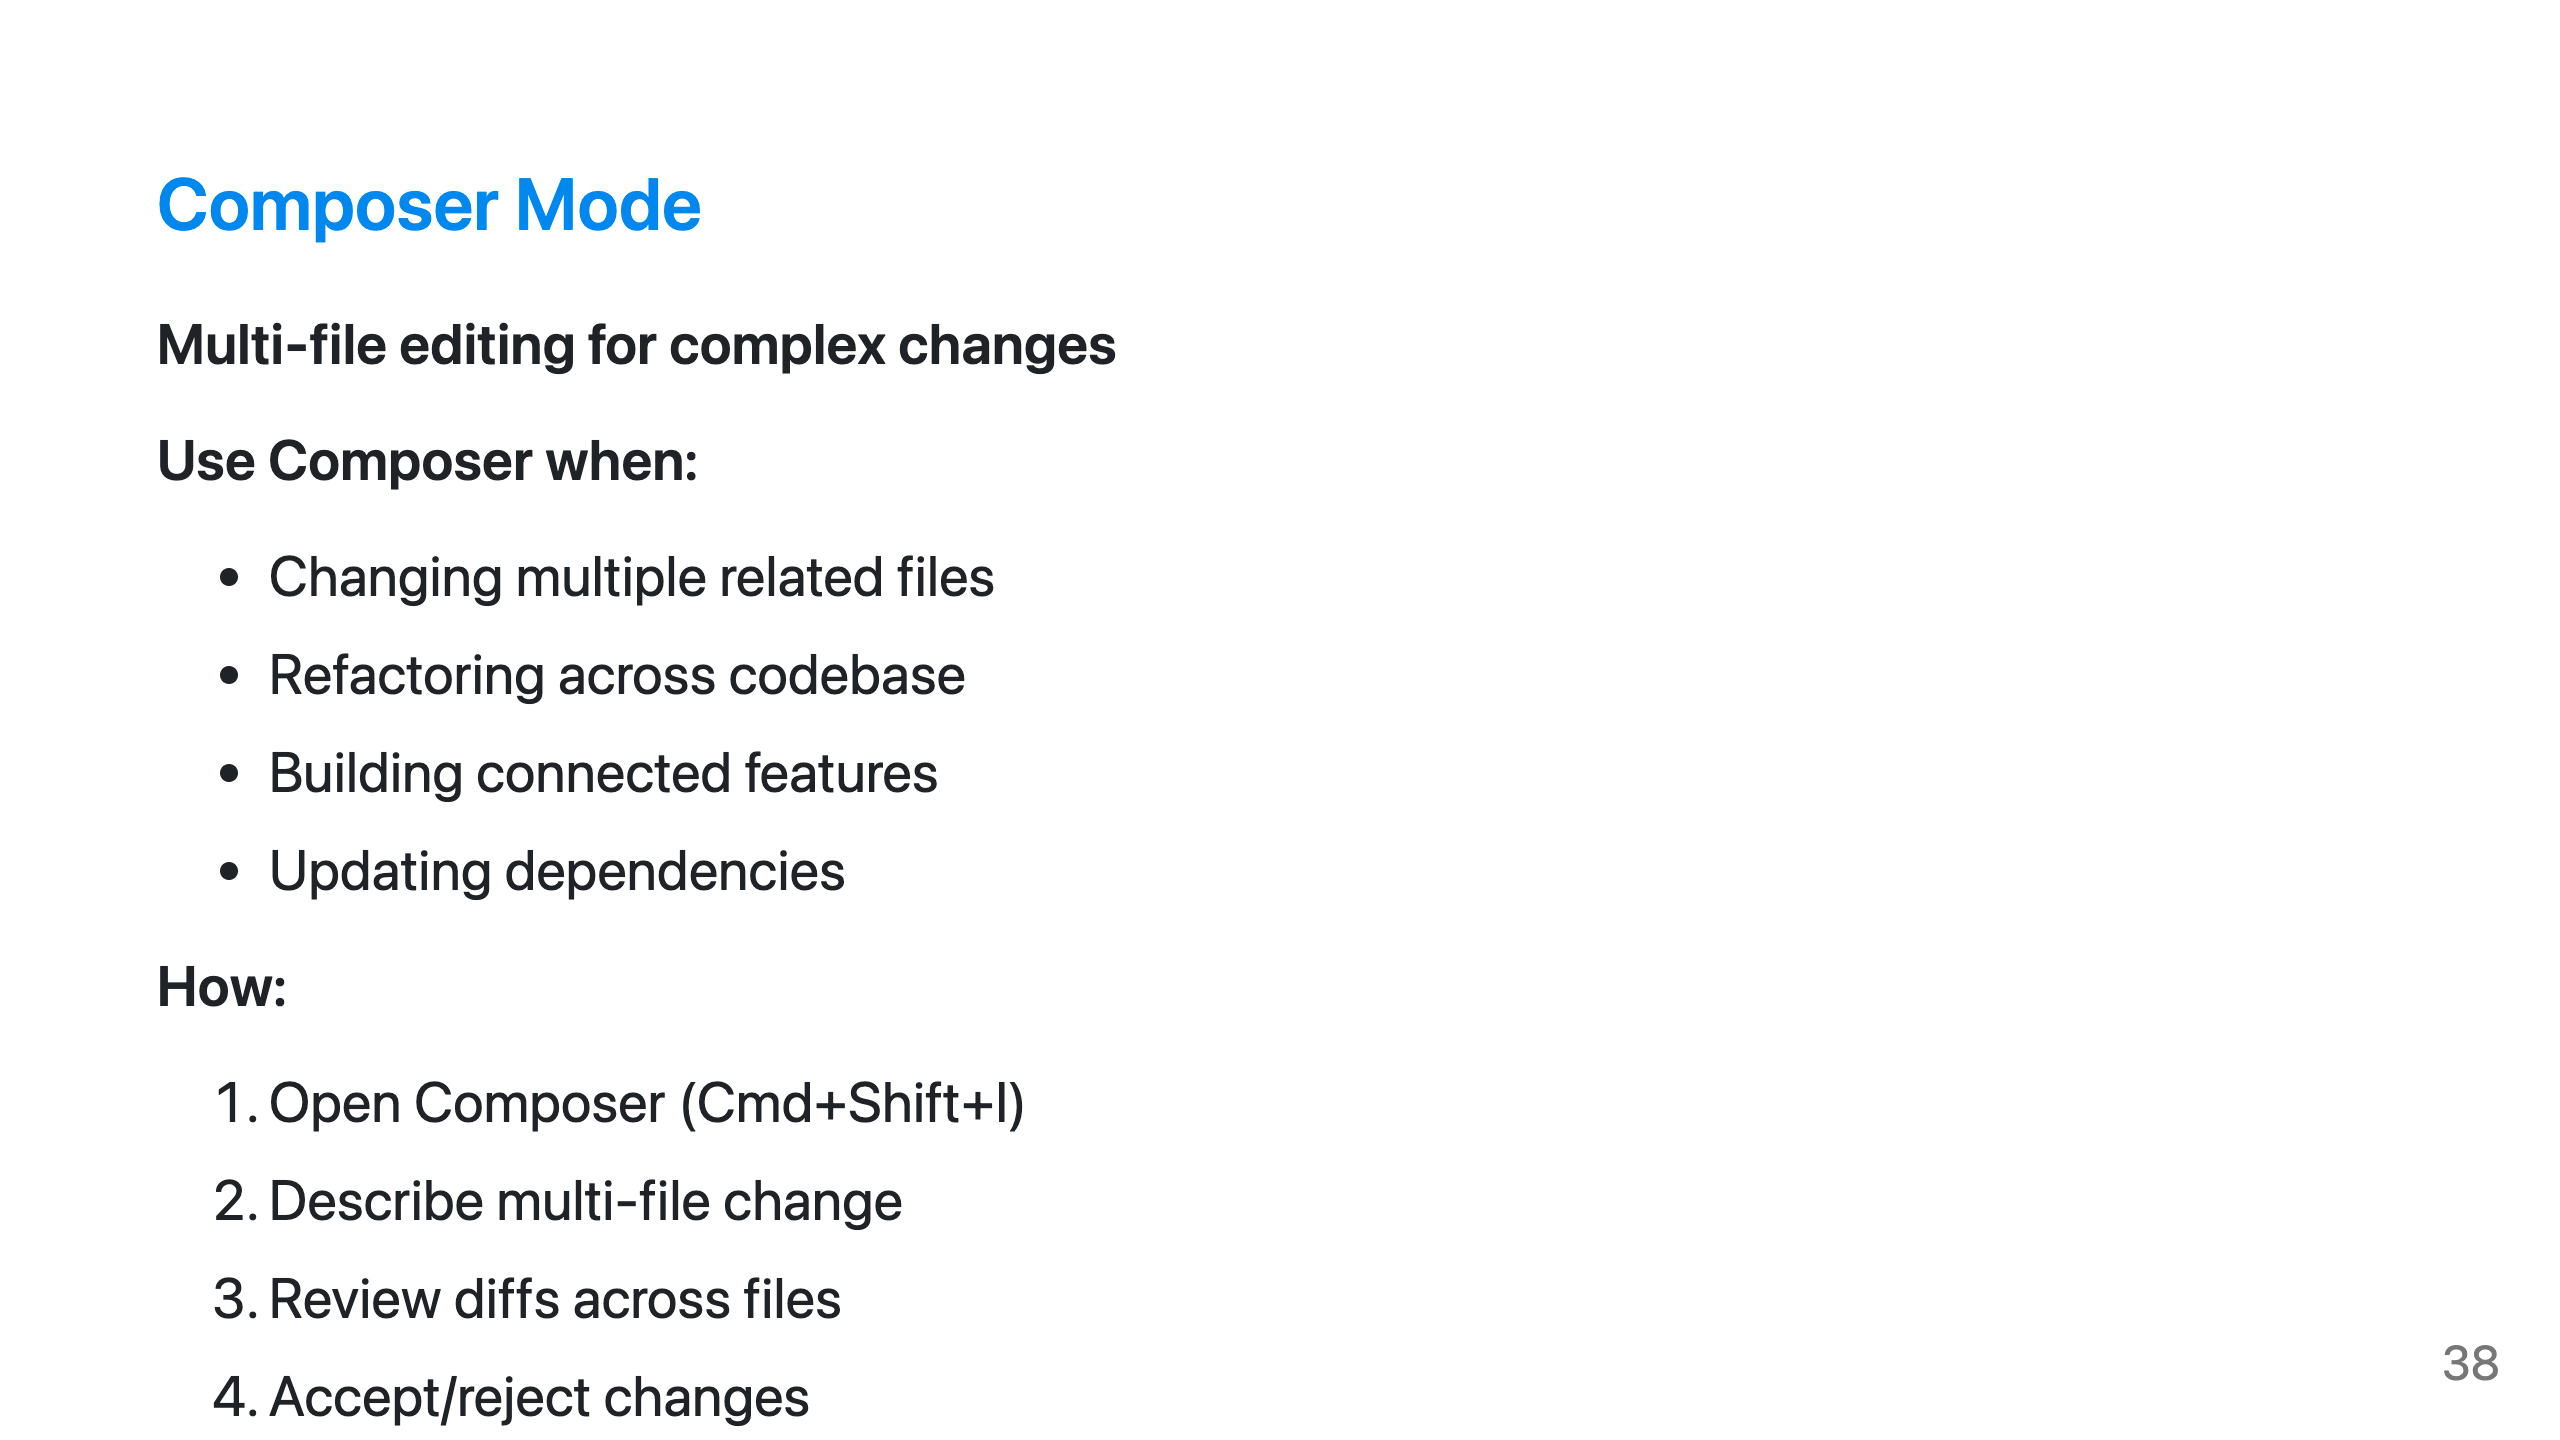 Composer Mode
Multi-file editing for complex changes
Use Composer when:
• Changing multiple related files
• Refactoring across codebase
• Building connected features
• Updating dependencies
How:
1. Open Composer (Cmd+Shift+I)
2. Describe multi-file change
3. Review diffs across files
4. Accept/reject changes
38